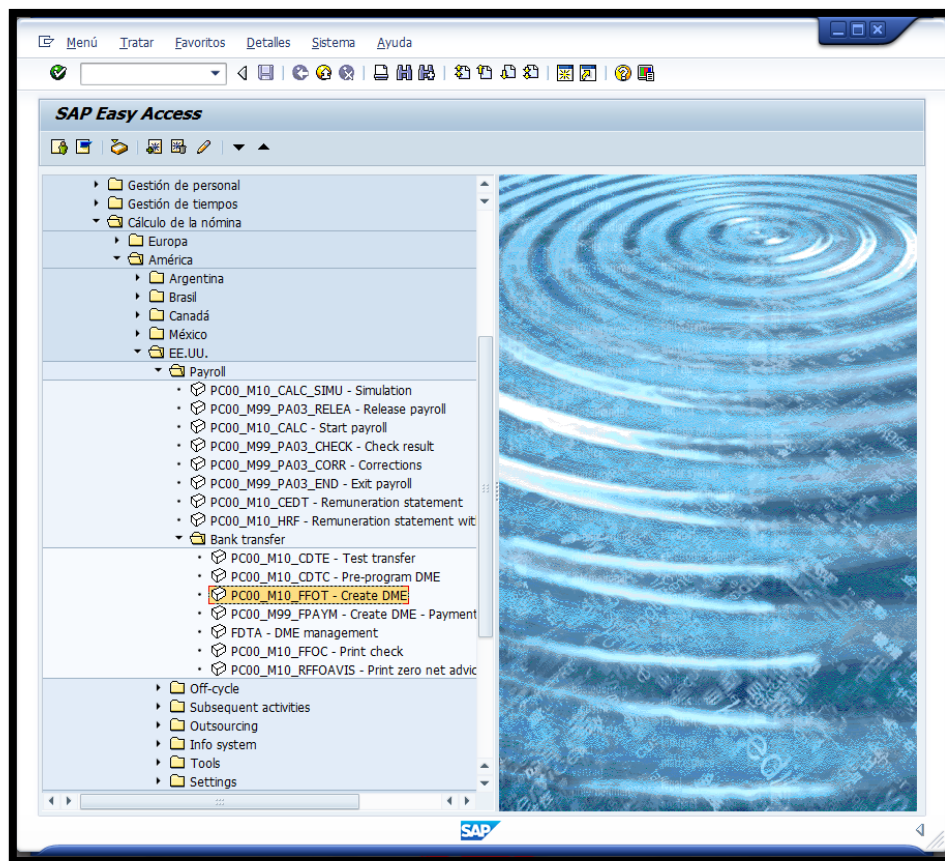 Menú Tratar Favoritos Detalles Sistema Ayuda
SAP Easy Access
Gestión de personal
Gestión de tiempos
Cálculo de la nómina
Europa
América
Argentina
Brasil
Canadá
México
EE.UU.
Payroll
PC00_M10_CALC_SIMU - Simulation
PC00_M99_PA03_RELEA - Release payroll
PC00_M10_CALC - Start payroll
PC00_M99_PA03_CHECK - Check result
PC00_M99_PA03_CORR - Corrections
PC00_M99_PA03_END - Exit payroll
PC00_M10_CEDT - Remuneration statement
PC00_M10_HRF - Remuneration statement wit
Bank transfer
PC00_M10_CDTE - Test transfer
PC00_M10_CDTC - Pre-program DME
PC00_M10_FFOT - Create DME
PC00_M99_FPAYM - Create DME - Payment
FDTA - DME management
PC00_M10_FFOC - Print check
PC00_M10_RFFOAVIS - Print zero net advic
Off-cycle
Subsequent activities
Outsourcing
Info system
Tools
Settings
SAP